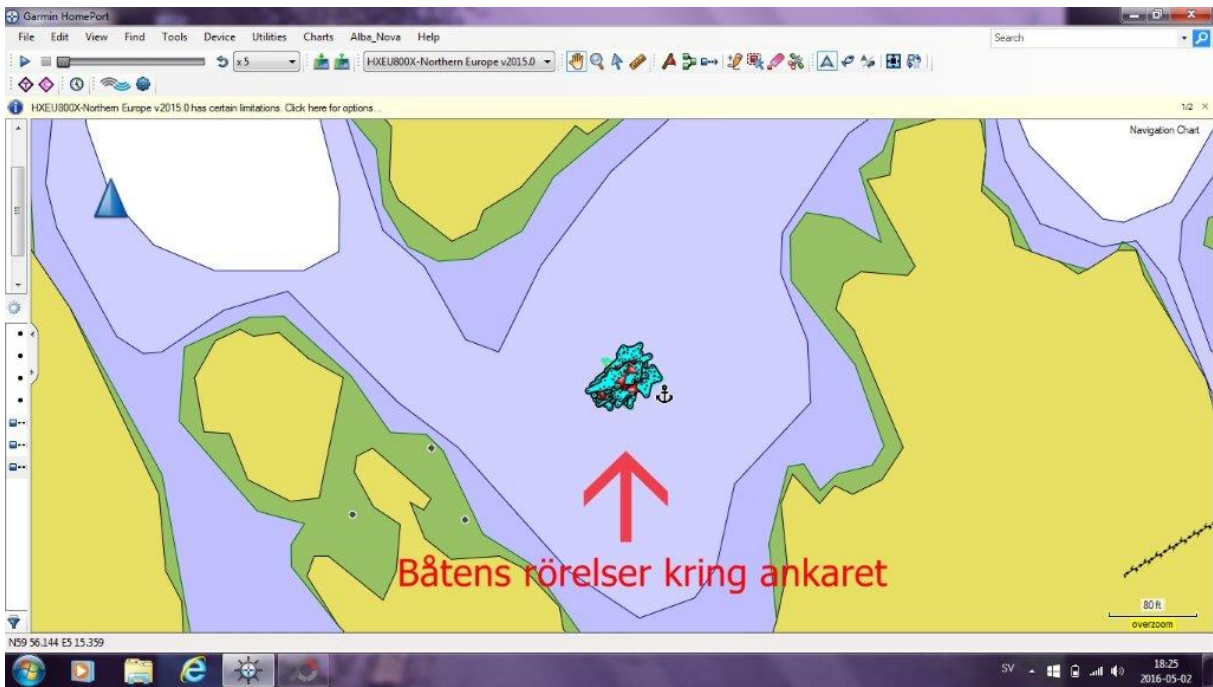 Garmin HomePort
File Edit View Find Tools Device Utilities Charts Alba_Nova Help
Search
x 5
HXEU800X-Northern Europe v2015.0
HXEU800X-Northern Europe v2015.0 has certain limitations. Click here for options...
1/2
Navigation Chart
Båtens rörelser kring ankaret
80 ft
overzoom
N59 56.144 E5 15.359
SV
18:25
2016-05-02